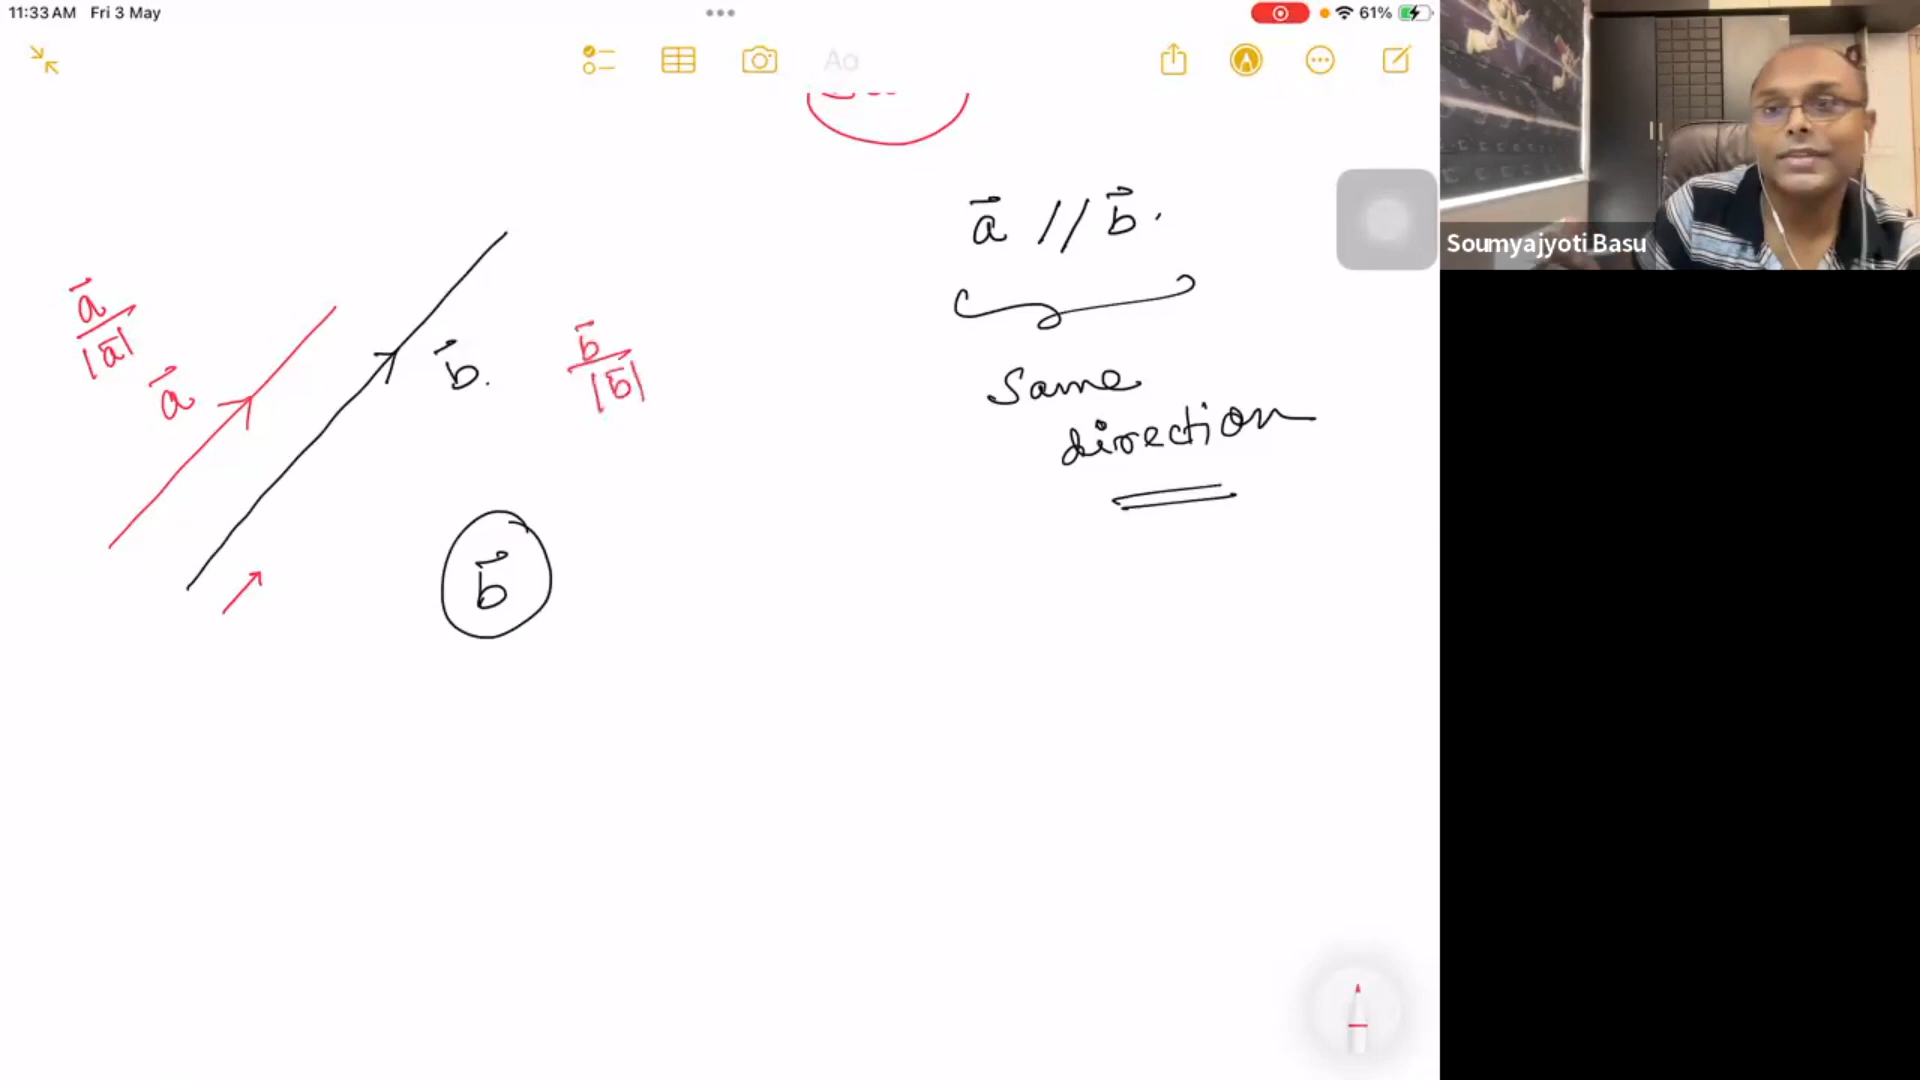 11:33 AM Fri 3 May
61%
Aa
Soumyajyoti Basu
a⃗ // b⃗.
a⃗/|a⃗|
a⃗
b⃗.
b⃗/|b⃗|
Same
direction
b⃗